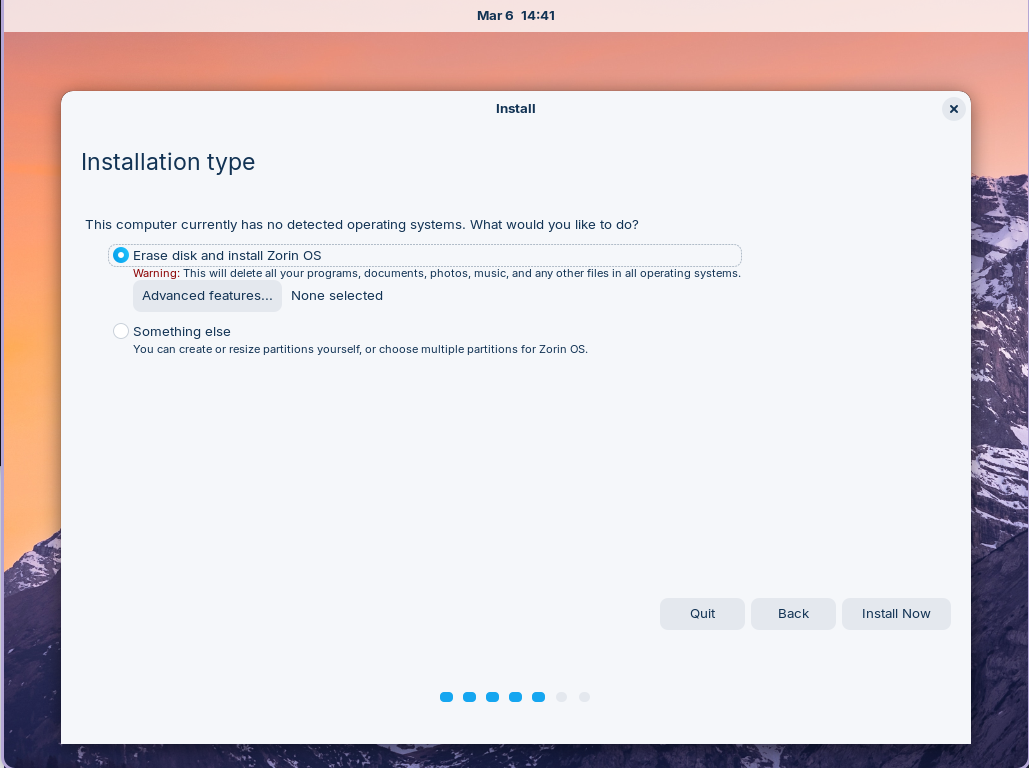 Mar 6 14:41
Install
Installation type
This computer currently has no detected operating systems. What would you like to do?
Erase disk and install Zorin OS
Warning: This will delete all your programs, documents, photos, music, and any other files in all operating systems.
Advanced features... None selected
Something else
You can create or resize partitions yourself, or choose multiple partitions for Zorin OS.
Quit Back Install Now